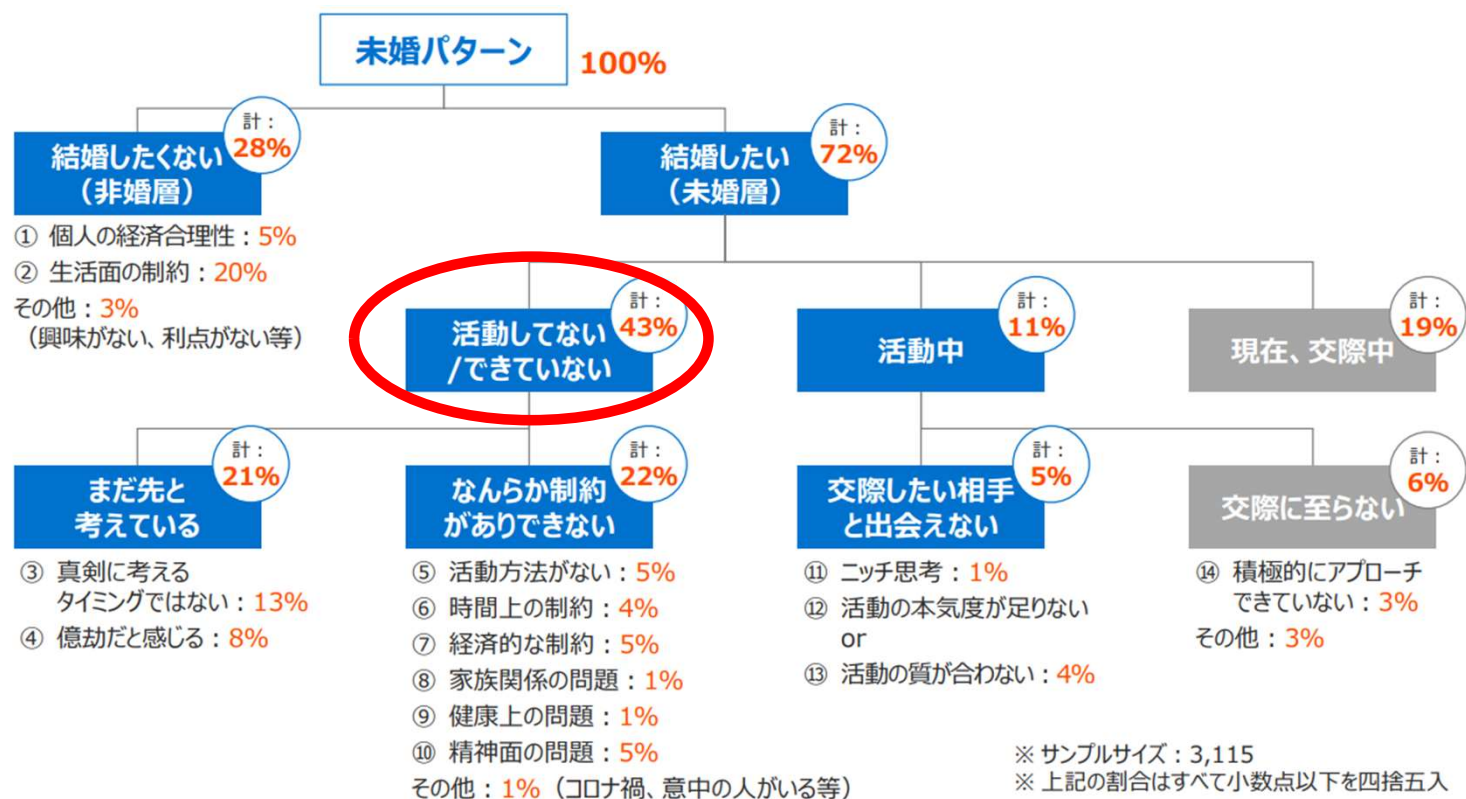 未婚パターン
100%
計：
28%
結婚したくない
（非婚層）
計：
72%
結婚したい
（未婚層）
① 個人の経済合理性：5%
② 生活面の制約：20%
その他：3%
（興味がない、利点がない等）
計：
43%
活動してない
/できていない
計：
11%
活動中
計：
19%
現在、交際中
計：
21%
まだ先と
考えている
③ 真剣に考える
タイミングではない：13%
④ 億劫だと感じる：8%
計：
22%
なんらか制約
がありできない
⑤ 活動方法がない：5%
⑥ 時間上の制約：4%
⑦ 経済的な制約：5%
⑧ 家族関係の問題：1%
⑨ 健康上の問題：1%
⑩ 精神面の問題：5%
その他：1%（コロナ禍、意中の人がいる等）
計：
5%
交際したい相手
と出会えない
⑪ ニッチ思考：1%
⑫ 活動の本気度が足りない
or
⑬ 活動の質が合わない：4%
計：
6%
交際に至らない
⑭ 積極的にアプローチ
できていない：3%
その他：3%
※ サンプルサイズ：3,115
※ 上記の割合はすべて小数点以下を四捨五入